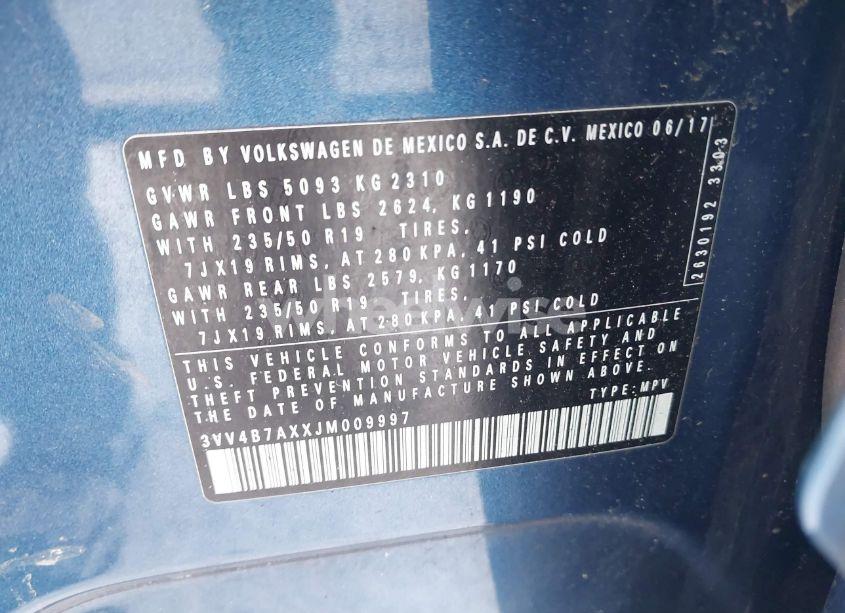 MFD BY VOLKSWAGEN DE MEXICO S.A. DE C.V. MEXICO 06/17
GVWR LBS 5093 KG 2310
GAWR FRONT LBS 2624, KG 1190
WITH 235/50 R19 TIRES,
7JX19 RIMS, AT 280 KPA, 41 PSI COLD
GAWR REAR LBS 2579, KG 1170
WITH 235/50 R19 TIRES,
7JX19 RIMS, AT 280 KPA, 41 PSI COLD
THIS VEHICLE CONFORMS TO ALL APPLICABLE
U.S. FEDERAL MOTOR VEHICLE SAFETY AND
THEFT PREVENTION STANDARDS IN EFFECT ON
THE DATE OF MANUFACTURE SHOWN ABOVE.
TYPE: MPV
3VV4B7AXXJM009997
2630192 3303
wheelwise